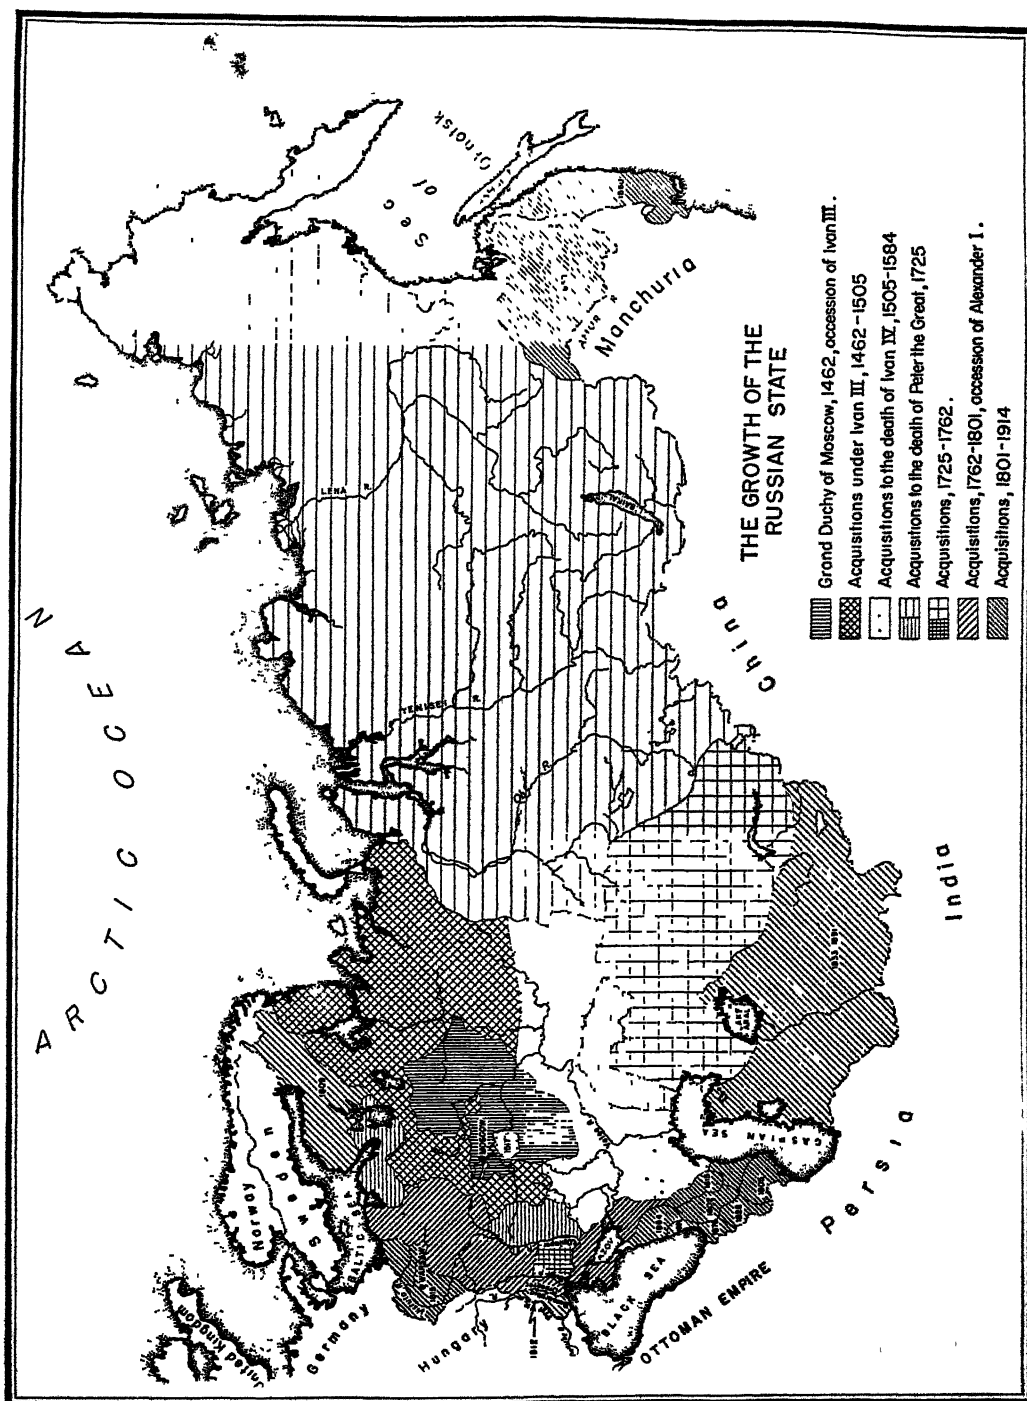 ARCTIC OCEAN
Sea of
Okhotsk
Manchuria
AMUR R
LENA R.
YENISEI R.
OB R.
BAIKAL
China
India
Persia
Norway
Sweden
United Kingdom
Germany
Hungary
BALTIC SEA
BLACK SEA
OTTOMAN EMPIRE
CASPIAN
SEA
1812
THE GROWTH OF THE
RUSSIAN STATE
Grand Duchy of Moscow, 1462, accession of Ivan III.
Acquisitions under Ivan III, 1462-1505
Acquisitions to the death of Ivan IV, 1505-1584
Acquisitions to the death of Peter the Great, 1725
Acquisitions, 1725-1762.
Acquisitions, 1762-1801, accession of Alexander I.
Acquisitions, 1801-1914